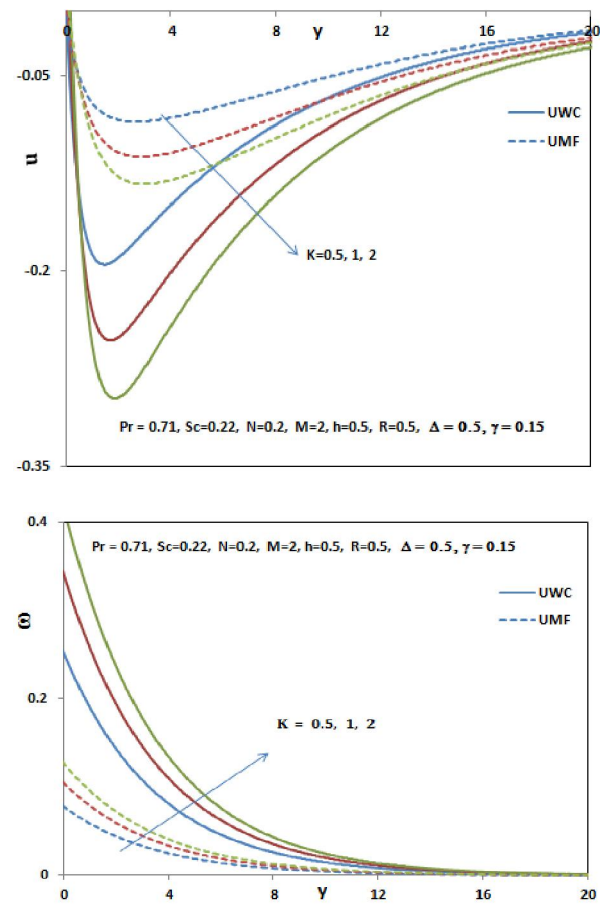 0 4 y 8 12 16 20
-0.05
UWC
UMF
u
K=0.5, 1, 2
-0.2
Pr = 0.71, Sc=0.22, N=0.2, M=2, h=0.5, R=0.5, Δ = 0.5, γ = 0.15
-0.35
0.4
Pr = 0.71, Sc=0.22, N=0.2, M=2, h=0.5, R=0.5, Δ = 0.5, γ = 0.15
UWC
UMF
ω
0.2
K = 0.5, 1, 2
0
0 4 8 y 12 16 20